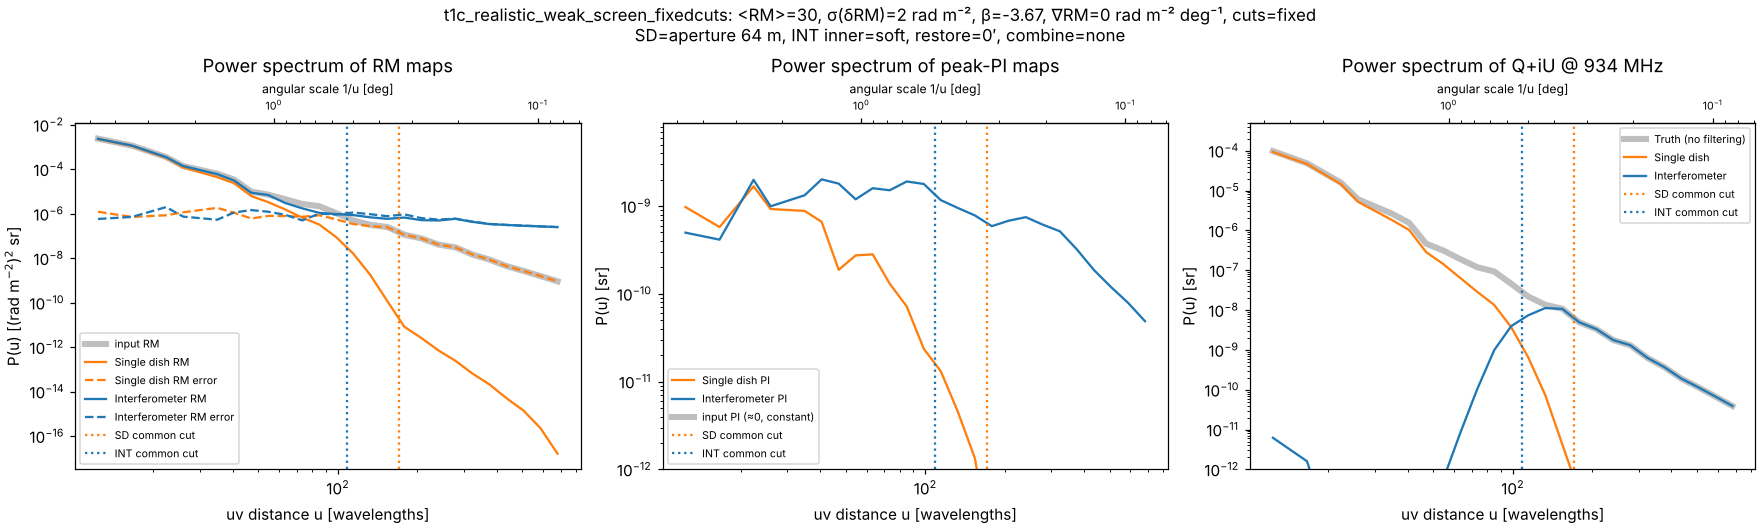 t1c_realistic_weak_screen_fixedcuts: <RM>=30, σ(δRM)=2 rad m⁻², β=-3.67, ∇RM=0 rad m⁻² deg⁻¹, cuts=fixed
SD=aperture 64 m, INT inner=soft, restore=0′, combine=none
Power spectrum of RM maps
angular scale 1/u [deg]
10⁰ 10⁻¹
P(u) [(rad m⁻²)² sr]
10⁻²
10⁻⁴
10⁻⁶
10⁻⁸
10⁻¹⁰
10⁻¹²
10⁻¹⁴
10⁻¹⁶
input RM
Single dish RM
Single dish RM error
Interferometer RM
Interferometer RM error
SD common cut
INT common cut
10²
uv distance u [wavelengths]
Power spectrum of peak-PI maps
angular scale 1/u [deg]
10⁰ 10⁻¹
P(u) [sr]
10⁻⁹
10⁻¹⁰
10⁻¹¹
10⁻¹²
Single dish PI
Interferometer PI
input PI (≈0, constant)
SD common cut
INT common cut
10²
uv distance u [wavelengths]
Power spectrum of Q+iU @ 934 MHz
angular scale 1/u [deg]
10⁰ 10⁻¹
P(u) [sr]
10⁻⁴
10⁻⁵
10⁻⁶
10⁻⁷
10⁻⁸
10⁻⁹
10⁻¹⁰
10⁻¹¹
10⁻¹²
Truth (no filtering)
Single dish
Interferometer
SD common cut
INT common cut
10²
uv distance u [wavelengths]